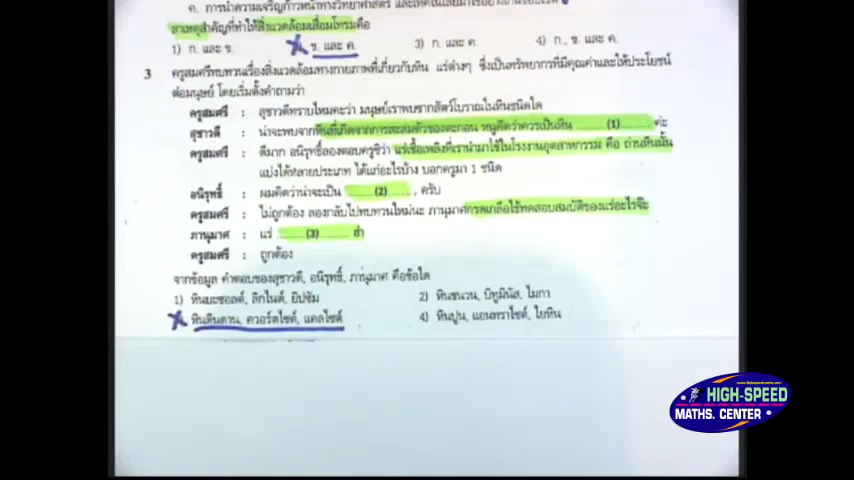 ค. การนำความเจริญก้าวหน้าทางวิทยาศาสตร์ และเทคโนโลยีมาใช้อย่าง
สาเหตุสำคัญที่ทำให้สิ่งแวดล้อมเสื่อมโทรมคือ
1) ก. และ ข. ข. และ ค. 3) ก. และ ค. 4) ก., ข. และ ค.
3 ครูสมศรีทบทวนเรื่องสิ่งแวดล้อมทางกายภาพที่เกี่ยวกับหิน แร่ต่างๆ ซึ่งเป็นทรัพยากรที่มีคุณค่าและให้ประโยชน์
ต่อมนุษย์ โดยเริ่มตั้งคำถามว่า
ครูสมศรี : สุชาวดีทราบไหมคะว่า มนุษย์เราพบซากสัตว์โบราณในหินชนิดใด
สุชาวดี : น่าจะพบจากหินที่เกิดจากการสะสมตัวของตะกอน หนูคิดว่าควรเป็นหิน ......(1)...... ค่ะ
ครูสมศรี : ดีมาก อนิรุทธิ์ลองตอบครูซิว่า แร่เชื้อเพลิงที่เรานำมาใช้ในโรงงานอุตสาหกรรม คือ ถ่านหินนั้น
แบ่งได้หลายประเภท ได้แก่อะไรบ้าง บอกครูมา 1 ชนิด
อนิรุทธิ์ : ผมคิดว่าน่าจะเป็น ......(2)...... ครับ
ครูสมศรี : ไม่ถูกต้อง ลองกลับไปทบทวนใหม่นะ ภานุมาศกรดเกลือใช้ทดสอบสมบัติของแร่อะไรจ๊ะ
ภานุมาศ : แร่ ......(3)...... ฮ่ะ
ครูสมศรี : ถูกต้อง
จากข้อมูล คำตอบของสุชาวดี, อนิรุทธิ์, ภานุมาศ คือข้อใด
1) หินบะซอลต์, ลิกไนต์, ยิปซัม 2) หินชนวน, บิทูมินัส, ไมกา
หินดินดาน, ควอร์ตไซต์, แคลไซต์ 4) หินปูน, แอนทราไซต์, ใยหิน
www.highspeedmaths.com
HIGH-SPEED
MATHS. CENTER